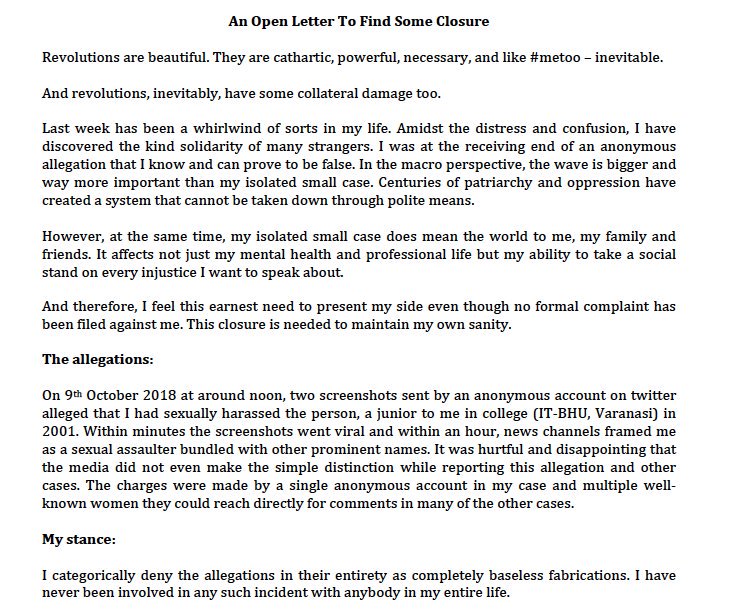 An Open Letter To Find Some Closure
Revolutions are beautiful. They are cathartic, powerful, necessary, and like #metoo – inevitable.
And revolutions, inevitably, have some collateral damage too.
Last week has been a whirlwind of sorts in my life. Amidst the distress and confusion, I have
discovered the kind solidarity of many strangers. I was at the receiving end of an anonymous
allegation that I know and can prove to be false. In the macro perspective, the wave is bigger and
way more important than my isolated small case. Centuries of patriarchy and oppression have
created a system that cannot be taken down through polite means.
However, at the same time, my isolated small case does mean the world to me, my family and
friends. It affects not just my mental health and professional life but my ability to take a social
stand on every injustice I want to speak about.
And therefore, I feel this earnest need to present my side even though no formal complaint has
been filed against me. This closure is needed to maintain my own sanity.
The allegations:
On 9th October 2018 at around noon, two screenshots sent by an anonymous account on twitter
alleged that I had sexually harassed the person, a junior to me in college (IT-BHU, Varanasi) in
2001. Within minutes the screenshots went viral and within an hour, news channels framed me
as a sexual assaulter bundled with other prominent names. It was hurtful and disappointing that
the media did not even make the simple distinction while reporting this allegation and other
cases. The charges were made by a single anonymous account in my case and multiple well-
known women they could reach directly for comments in many of the other cases.
My stance:
I categorically deny the allegations in their entirety as completely baseless fabrications. I have
never been involved in any such incident with anybody in my entire life.